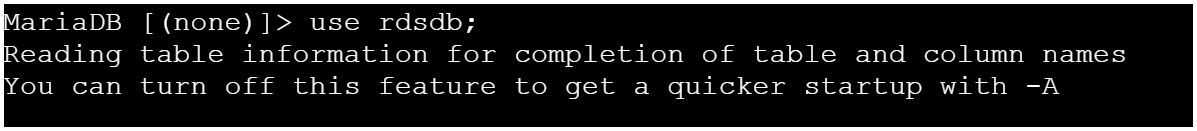 MariaDB [(none)]> use rdsdb;
Reading table information for completion of table and column names
You can turn off this feature to get a quicker startup with -A